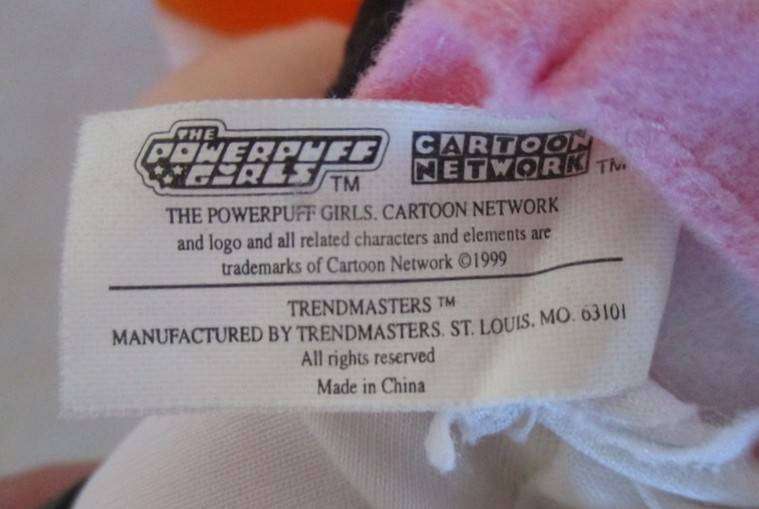 THE
POWERPUFF
GIRLS TM
CARTOON
NETWORK TM
THE POWERPUFF GIRLS. CARTOON NETWORK
and logo and all related characters and elements are
trademarks of Cartoon Network ©1999
TRENDMASTERS ™
MANUFACTURED BY TRENDMASTERS. ST. LOUIS. MO. 63101
All rights reserved
Made in China